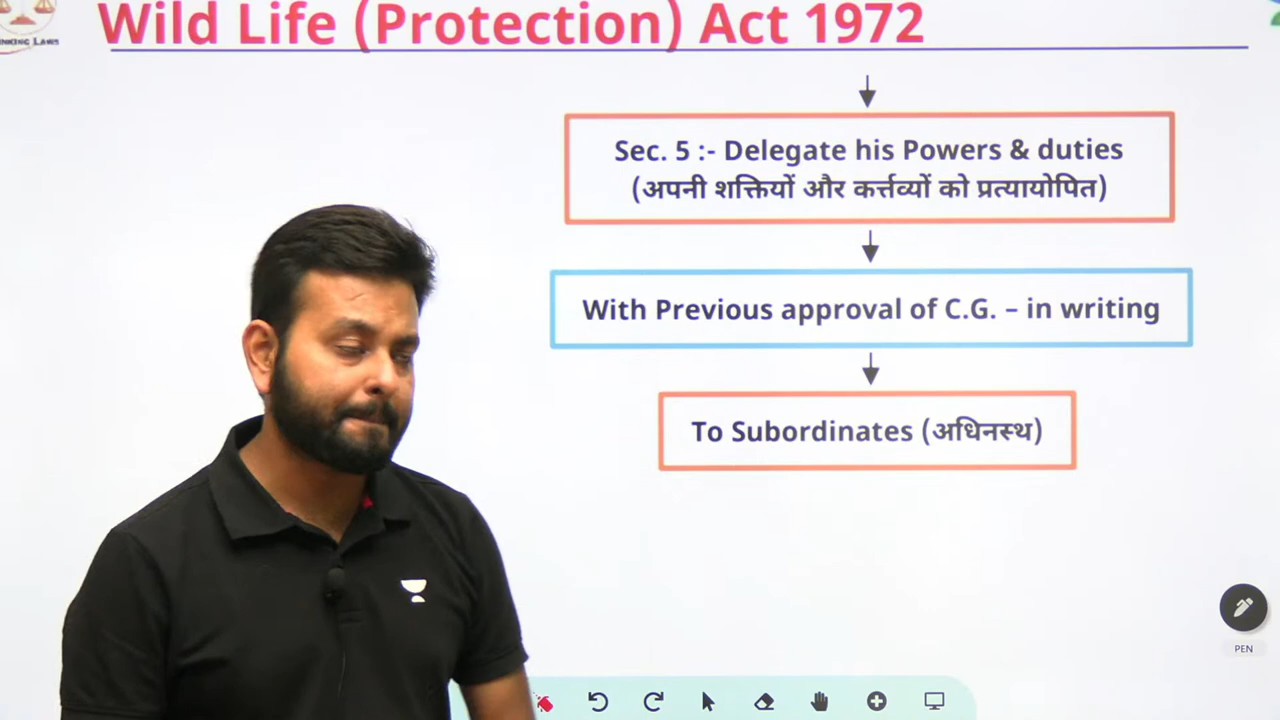 Wild Life (Protection) Act 1972
Sec. 5 :- Delegate his Powers & duties
(अपनी शक्तियों और कर्त्तव्यों को प्रत्यायोपित)
With Previous approval of C.G. – in writing
To Subordinates (अधिनस्थ)
PEN